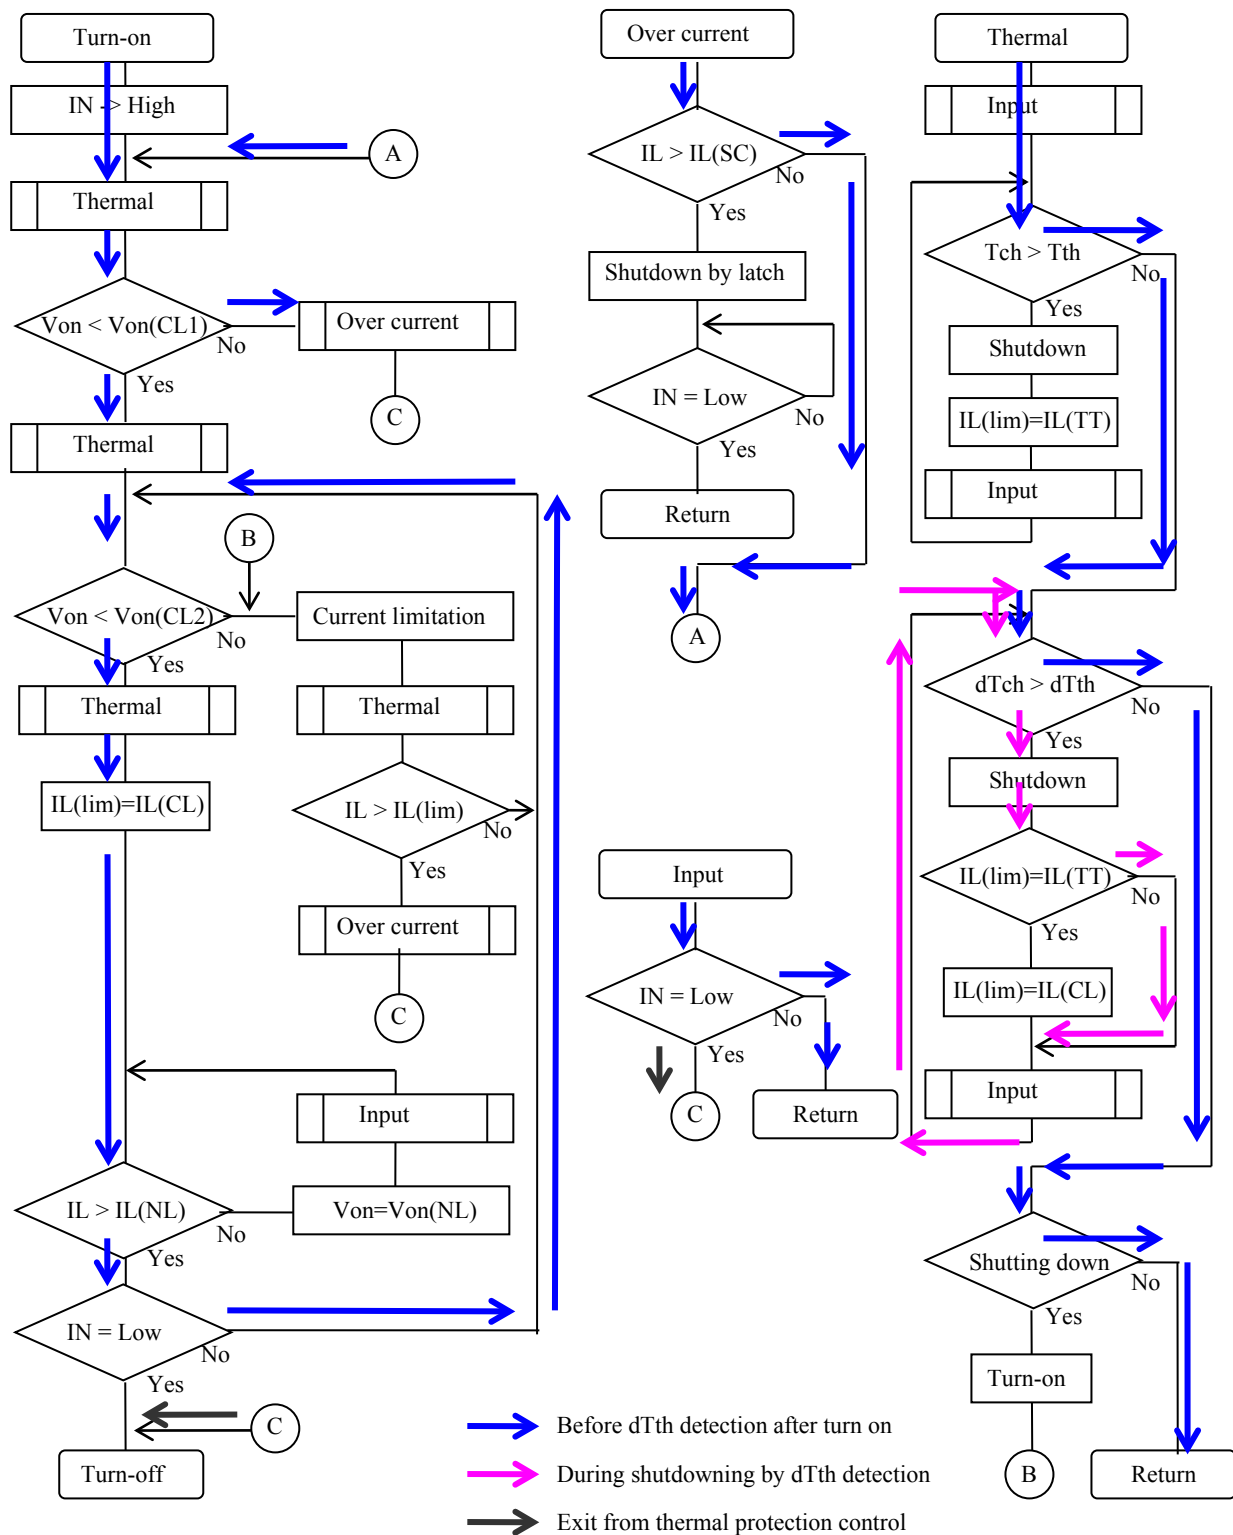 Turn-on
IN -> High
A
Thermal
Von < Von(CL1)
No
Yes
Over current
C
Thermal
B
Von < Von(CL2)
No
Yes
Current limitation
Thermal
Thermal
IL(lim)=IL(CL)
IL > IL(lim)
No
Yes
Over current
C
Input
IL > IL(NL)
No
Yes
Von=Von(NL)
IN = Low
No
Yes
C
Turn-off
Over current
IL > IL(SC)
No
Yes
Shutdown by latch
IN = Low
No
Yes
Return
A
Input
IN = Low
No
Yes
C
Return
Thermal
Input
Tch > Tth
No
Yes
Shutdown
IL(lim)=IL(TT)
Input
dTch > dTth
No
Yes
Shutdown
IL(lim)=IL(TT)
No
Yes
IL(lim)=IL(CL)
Input
Shutting down
No
Yes
Turn-on
B
Return
Before dTth detection after turn on
During shutdowning by dTth detection
Exit from thermal protection control